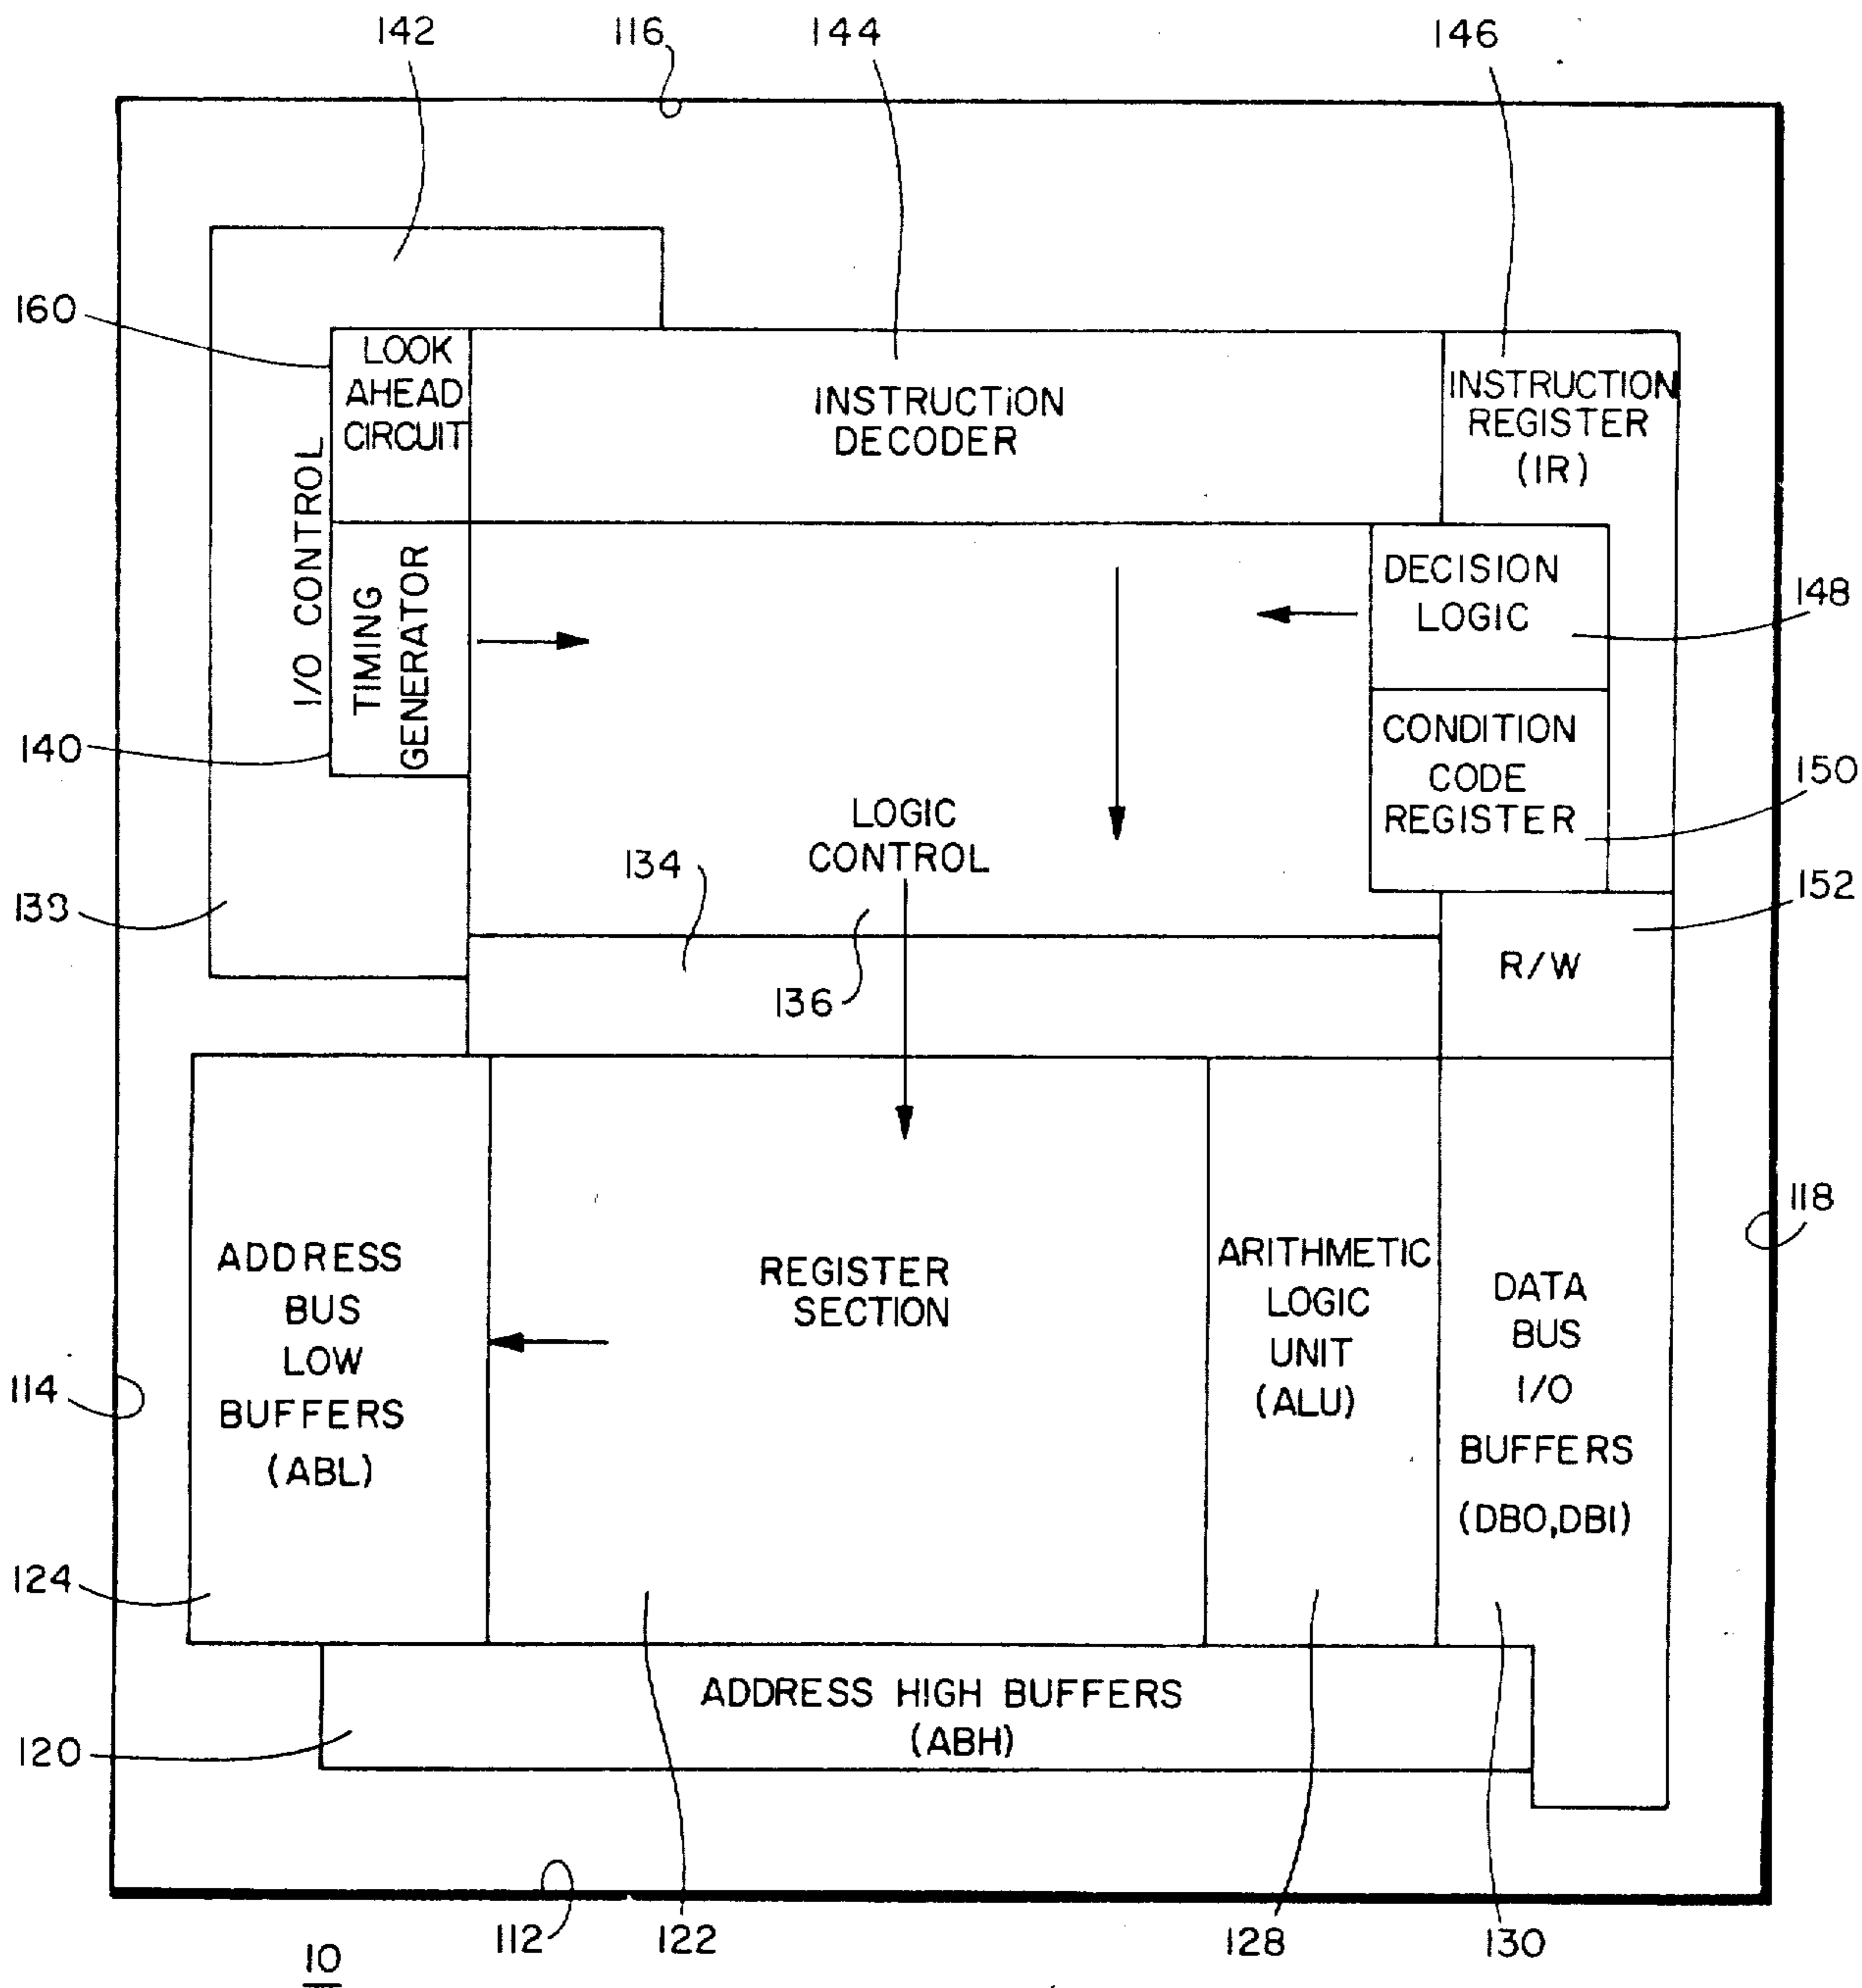 142
116
144
146
160
LOOK
AHEAD
CIRCUIT
INSTRUCTION
DECODER
INSTRUCTION
REGISTER
(IR)
I/O CONTROL
TIMING
GENERATOR
DECISION
LOGIC
148
140
CONDITION
CODE
REGISTER
150
LOGIC
CONTROL
134
152
136
R/W
118
ADDRESS
BUS
LOW
BUFFERS
(ABL)
REGISTER
SECTION
ARITHMETIC
LOGIC
UNIT
(ALU)
DATA
BUS
I/O
BUFFERS
(DBO,DBI)
114
124
ADDRESS HIGH BUFFERS
(ABH)
120
112
122
128
130
10